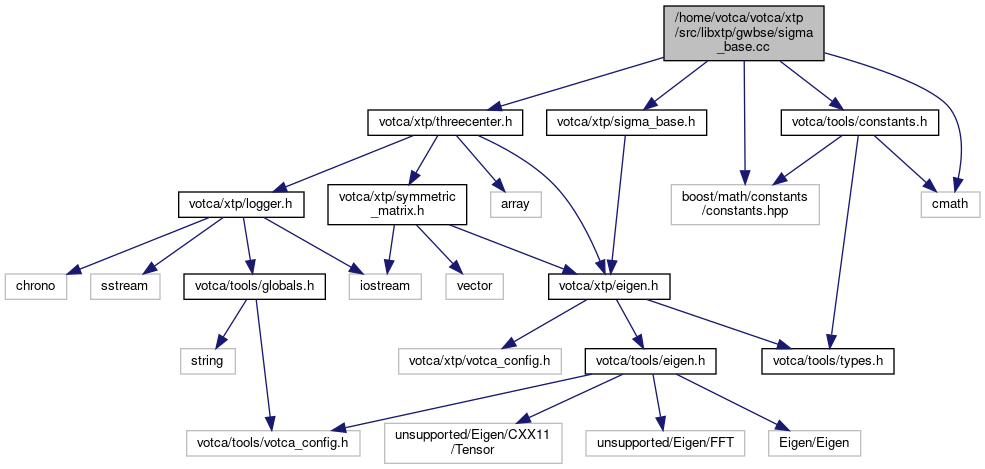 /home/votca/votca/xtp
/src/libxtp/gwbse/sigma
_base.cc
votca/xtp/threecenter.h
votca/xtp/sigma_base.h
votca/tools/constants.h
votca/xtp/logger.h
votca/xtp/symmetric
_matrix.h
array
boost/math/constants
/constants.hpp
cmath
chrono
sstream
votca/tools/globals.h
iostream
vector
votca/xtp/eigen.h
string
votca/xtp/votca_config.h
votca/tools/eigen.h
votca/tools/types.h
votca/tools/votca_config.h
unsupported/Eigen/CXX11
/Tensor
unsupported/Eigen/FFT
Eigen/Eigen